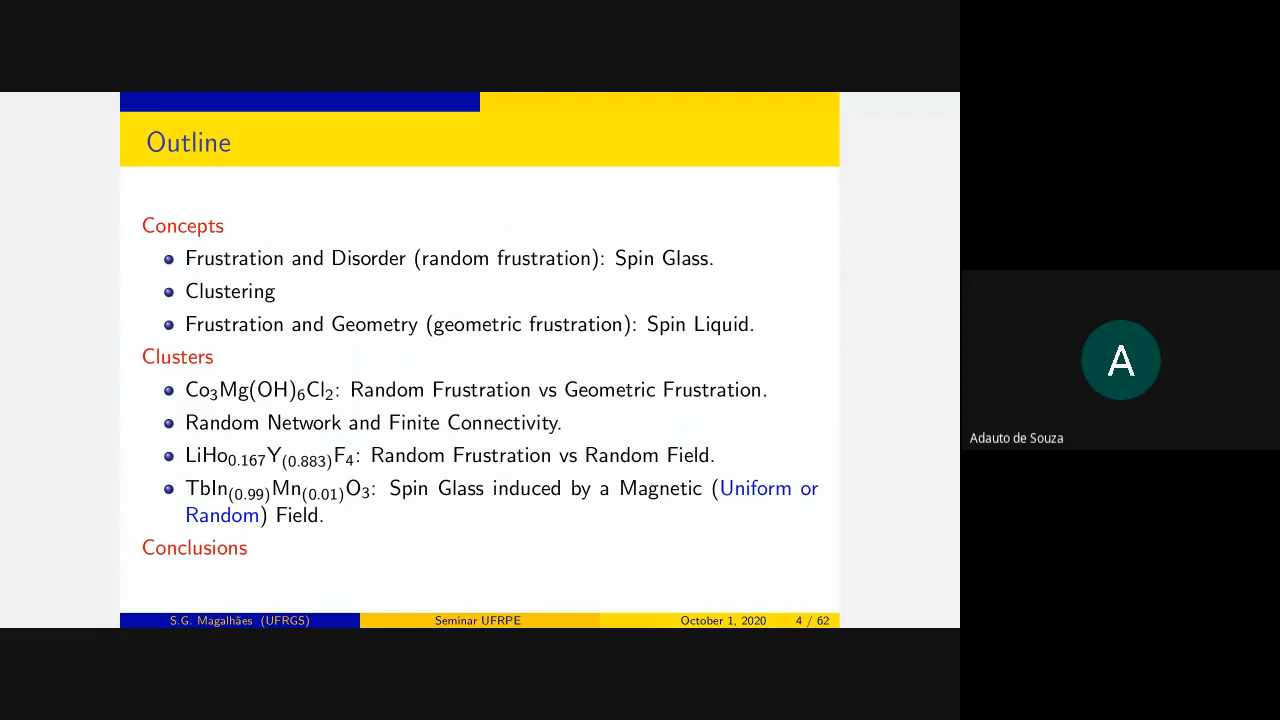 Outline
Concepts
Frustration and Disorder (random frustration): Spin Glass.
Clustering
Frustration and Geometry (geometric frustration): Spin Liquid.
Clusters
Co₃Mg(OH)₆Cl₂: Random Frustration vs Geometric Frustration.
Random Network and Finite Connectivity.
LiHo₀.₁₆₇Y₍₀.₈₈₃₎F₄: Random Frustration vs Random Field.
TbIn₍₀.₉₉₎Mn₍₀.₀₁₎O₃: Spin Glass induced by a Magnetic (Uniform or
Random) Field.
Conclusions
S.G. Magalhães (UFRGS) Seminar UFRPE October 1, 2020 4 / 62
A
Adauto de Souza